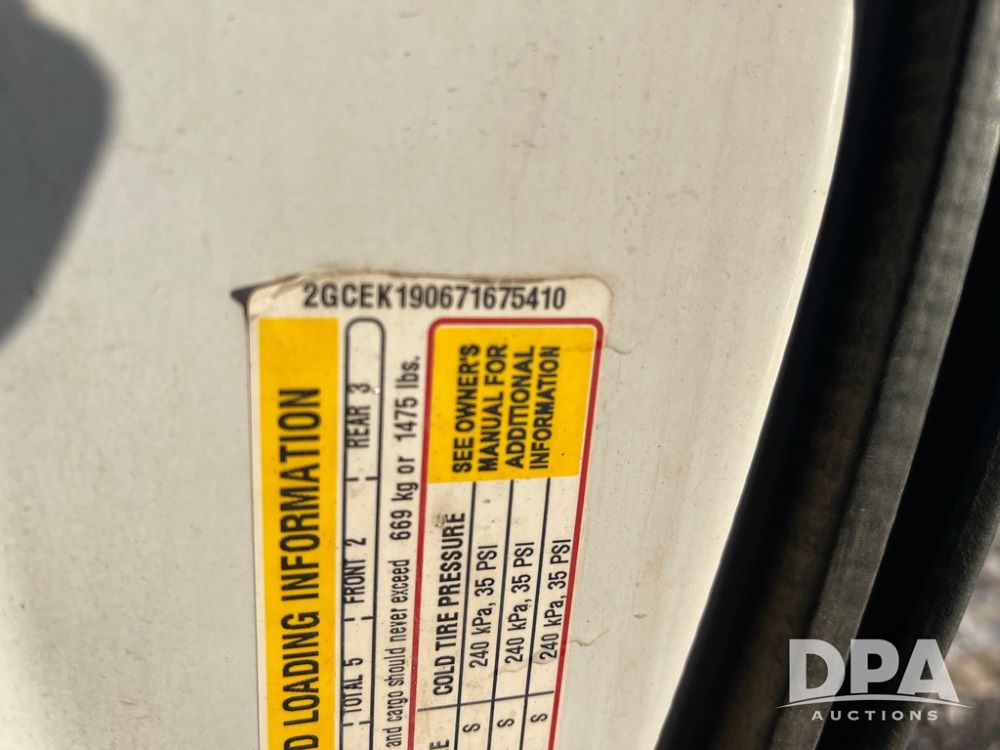 2GCEK190671675410
LOADING INFORMATION
TOTAL 5 FRONT 2 REAR 3
and cargo should never exceed 669 kg or 1475 lbs.
COLD TIRE PRESSURE
SEE OWNER'S
MANUAL FOR
ADDITIONAL
INFORMATION
S 240 kPa, 35 PSI
S 240 kPa, 35 PSI
S 240 kPa, 35 PSI
DPA
AUCTIONS